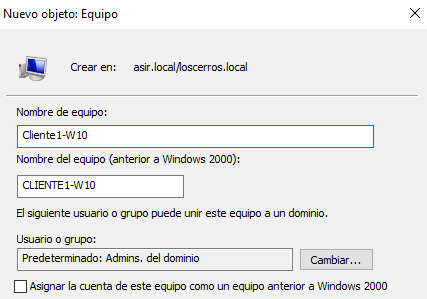 Nuevo objeto: Equipo
Crear en: asir.local/loscerros.local
Nombre de equipo:
Cliente1-W10
Nombre del equipo (anterior a Windows 2000):
CLIENTE1-W10
El siguiente usuario o grupo puede unir este equipo a un dominio.
Usuario o grupo:
Predeterminado: Admins. del dominio
Cambiar...
Asignar la cuenta de este equipo como un equipo anterior a Windows 2000